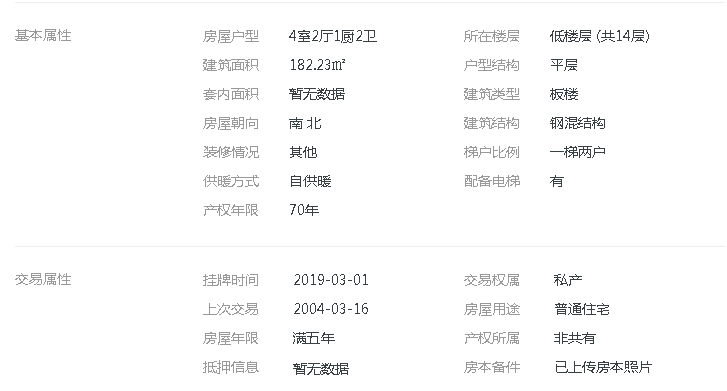 基本属性 房屋户型 4室2厅1厨2卫 所在楼层 低楼层 (共14层)
建筑面积 182.23㎡ 户型结构 平层
套内面积 暂无数据 建筑类型 板楼
房屋朝向 南 北 建筑结构 钢混结构
装修情况 其他 梯户比例 一梯两户
供暖方式 自供暖 配备电梯 有
产权年限 70年
交易属性 挂牌时间 2019-03-01 交易权属 私产
上次交易 2004-03-16 房屋用途 普通住宅
房屋年限 满五年 产权所属 非共有
抵押信息 暂无数据 房本备件 已上传房本照片